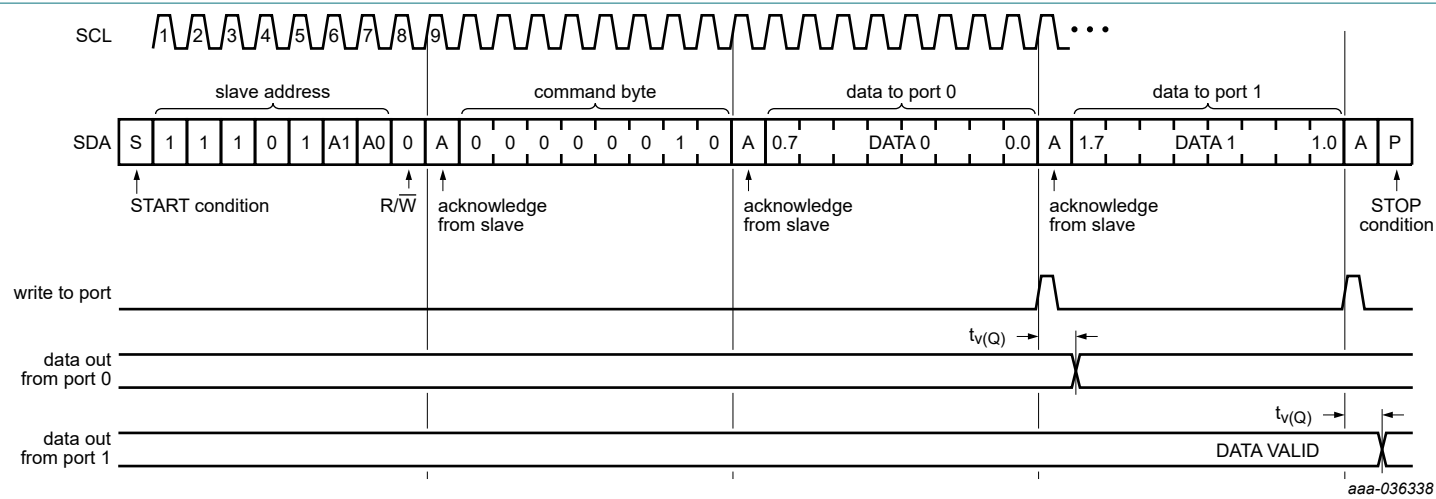 SCL 1 2 3 4 5 6 7 8 9 • • •
slave address command byte data to port 0 data to port 1
SDA S 1 1 1 0 1 A1 A0 0 A 0 0 0 0 0 0 1 0 A 0.7 DATA 0 0.0 A 1.7 DATA 1 1.0 A P
START condition R/W̅ acknowledge acknowledge acknowledge STOP
from slave from slave from slave condition
write to port
tv(Q)
data out
from port 0
tv(Q)
data out
from port 1 DATA VALID
aaa-036338